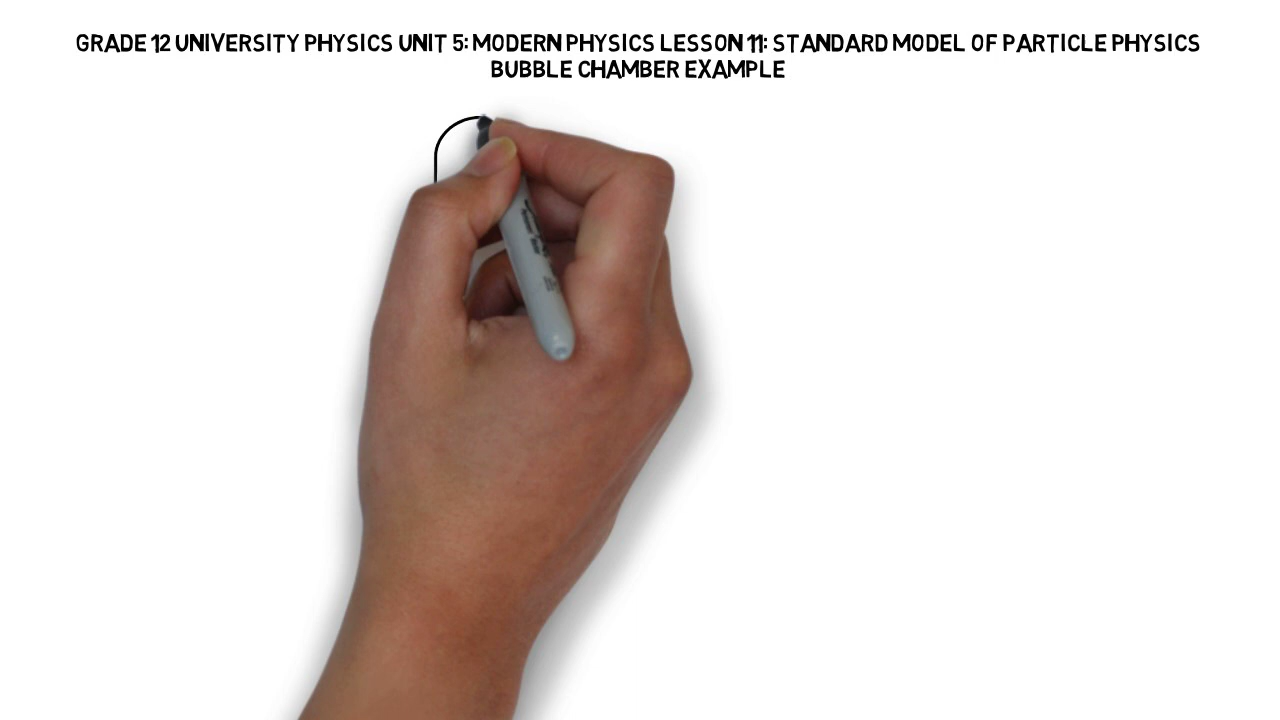 GRADE 12 UNIVERSITY PHYSICS UNIT 5: MODERN PHYSICS LESSON 11: STANDARD MODEL OF PARTICLE PHYSICS
BUBBLE CHAMBER EXAMPLE